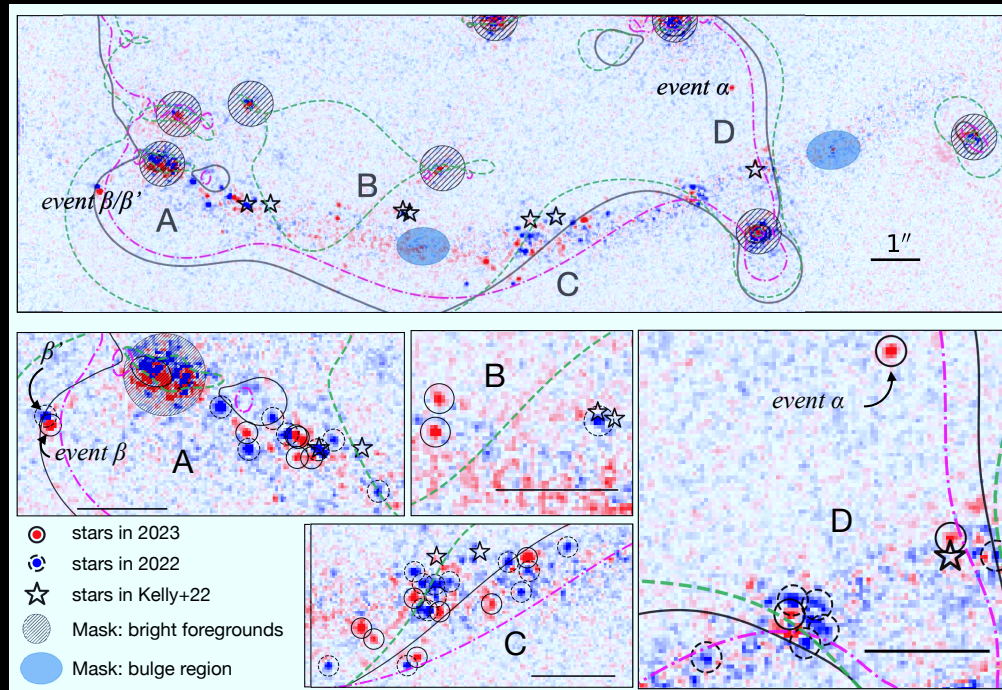 event α
D
B
event β/β’
A
1″
C
β’
event β
A
B
event α
D
C
stars in 2023
stars in 2022
stars in Kelly+22
Mask: bright foregrounds
Mask: bulge region